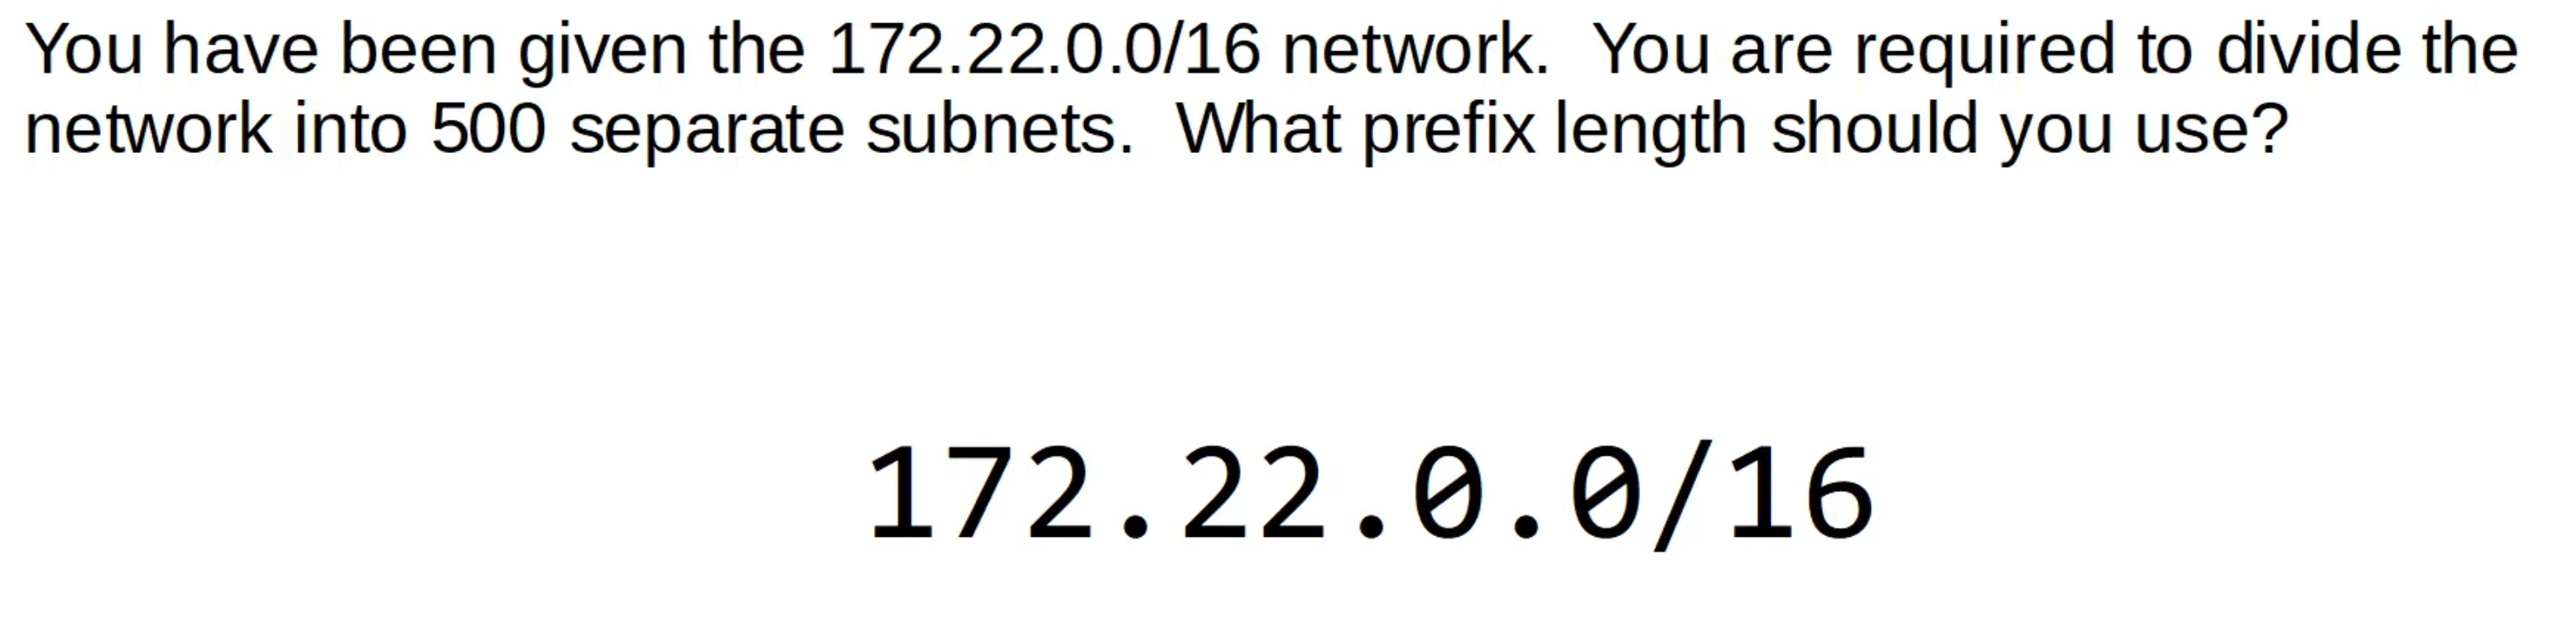 You have been given the 172.22.0.0/16 network.  You are required to divide the
network into 500 separate subnets.  What prefix length should you use?
172.22.0.0/16